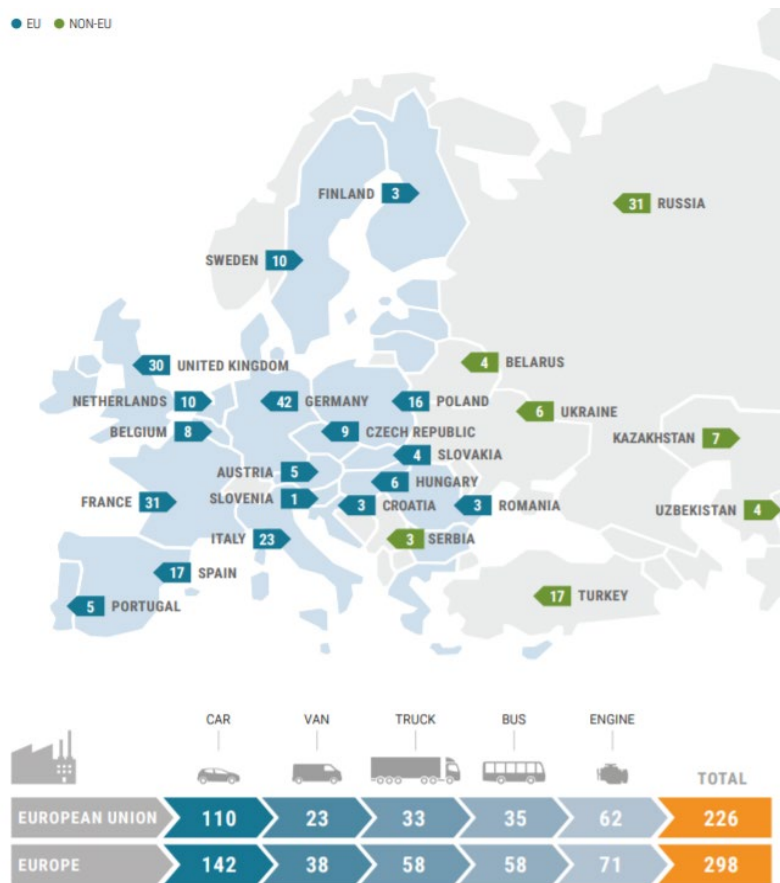 EU NON-EU
FINLAND 3
31 RUSSIA
SWEDEN 10
30 UNITED KINGDOM
4 BELARUS
NETHERLANDS 10
42 GERMANY
16 POLAND
6 UKRAINE
BELGIUM 8
9 CZECH REPUBLIC
KAZAKHSTAN 7
4 SLOVAKIA
AUSTRIA 5
6 HUNGARY
FRANCE 31
SLOVENIA 1
3 CROATIA
3 ROMANIA
UZBEKISTAN 4
ITALY 23
3 SERBIA
17 SPAIN
17 TURKEY
5 PORTUGAL
CAR VAN TRUCK BUS ENGINE
TOTAL
EUROPEAN UNION 110 23 33 35 62 226
EUROPE 142 38 58 58 71 298